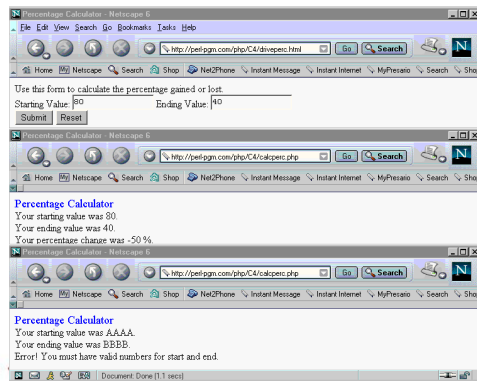 Percentage Calculator - Netscape 6
File Edit View Search Go Bookmarks Tasks Help
http://perl-pgm.com/php/C4/driveperc.html Go Search N
Home My Netscape Search Shop Net2Phone Instant Message Instant Internet MyPresario Search Sho
Use this form to calculate the percentage gained or lost.
Starting Value: 80 Ending Value: 40
Submit Reset
Percentage Calculator - Netscape 6
http://perl-pgm.com/php/C4/calcperc.php Go Search N
Home My Netscape Search Shop Net2Phone Instant Message Instant Internet MyPresario Search Sho
Percentage Calculator
Your starting value was 80.
Your ending value was 40.
Your percentage change was -50 %.
Percentage Calculator - Netscape 6
http://perl-pgm.com/php/C4/calcperc.php Go Search N
Home My Netscape Search Shop Net2Phone Instant Message Instant Internet MyPresario Search Sho
Percentage Calculator
Your starting value was AAAA.
Your ending value was BBBB.
Error! You must have valid numbers for start and end.
Document: Done (1.1 secs)